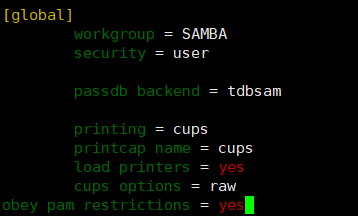 [global]
workgroup = SAMBA
security = user
passdb backend = tdbsam
printing = cups
printcap name = cups
load printers = yes
cups options = raw
obey pam restrictions = yes